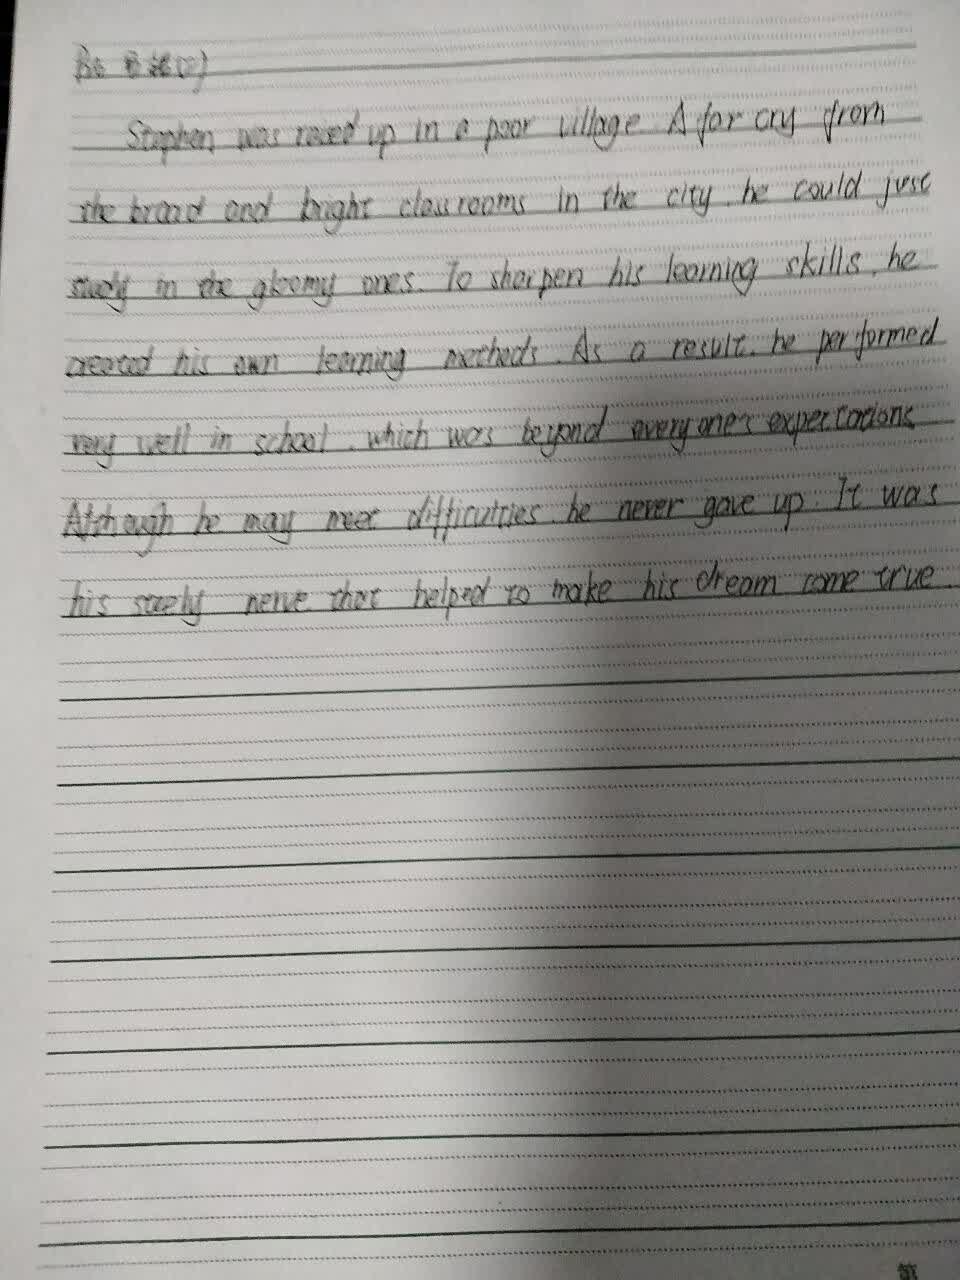 Stephen was raised up in a poor village. A far cry from
the broad and bright classrooms in the city, he could just
study in the gloomy ones. To sharpen his learning skills, he
created his own learning methods. As a result, he performed
very well in school, which was beyond everyone's expectations.
Although he may meet difficulties, he never gave up. It was
his nerve that helped to make his dream come true.